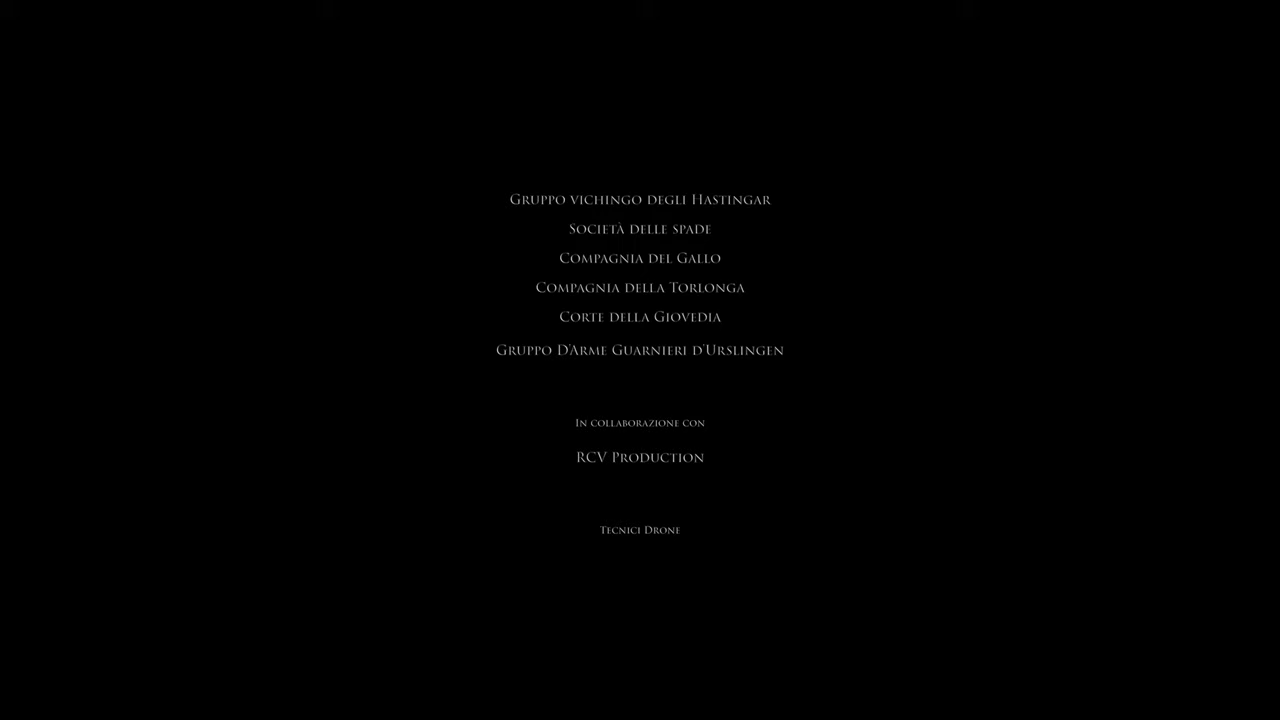 Gruppo vichingo degli Hastingar
Società delle spade
Compagnia del Gallo
Compagnia della Torlonga
Corte della Giovedia
Gruppo D'Arme Guarnieri d'Urslingen
In collaborazione con
RCV Production
Tecnici Drone